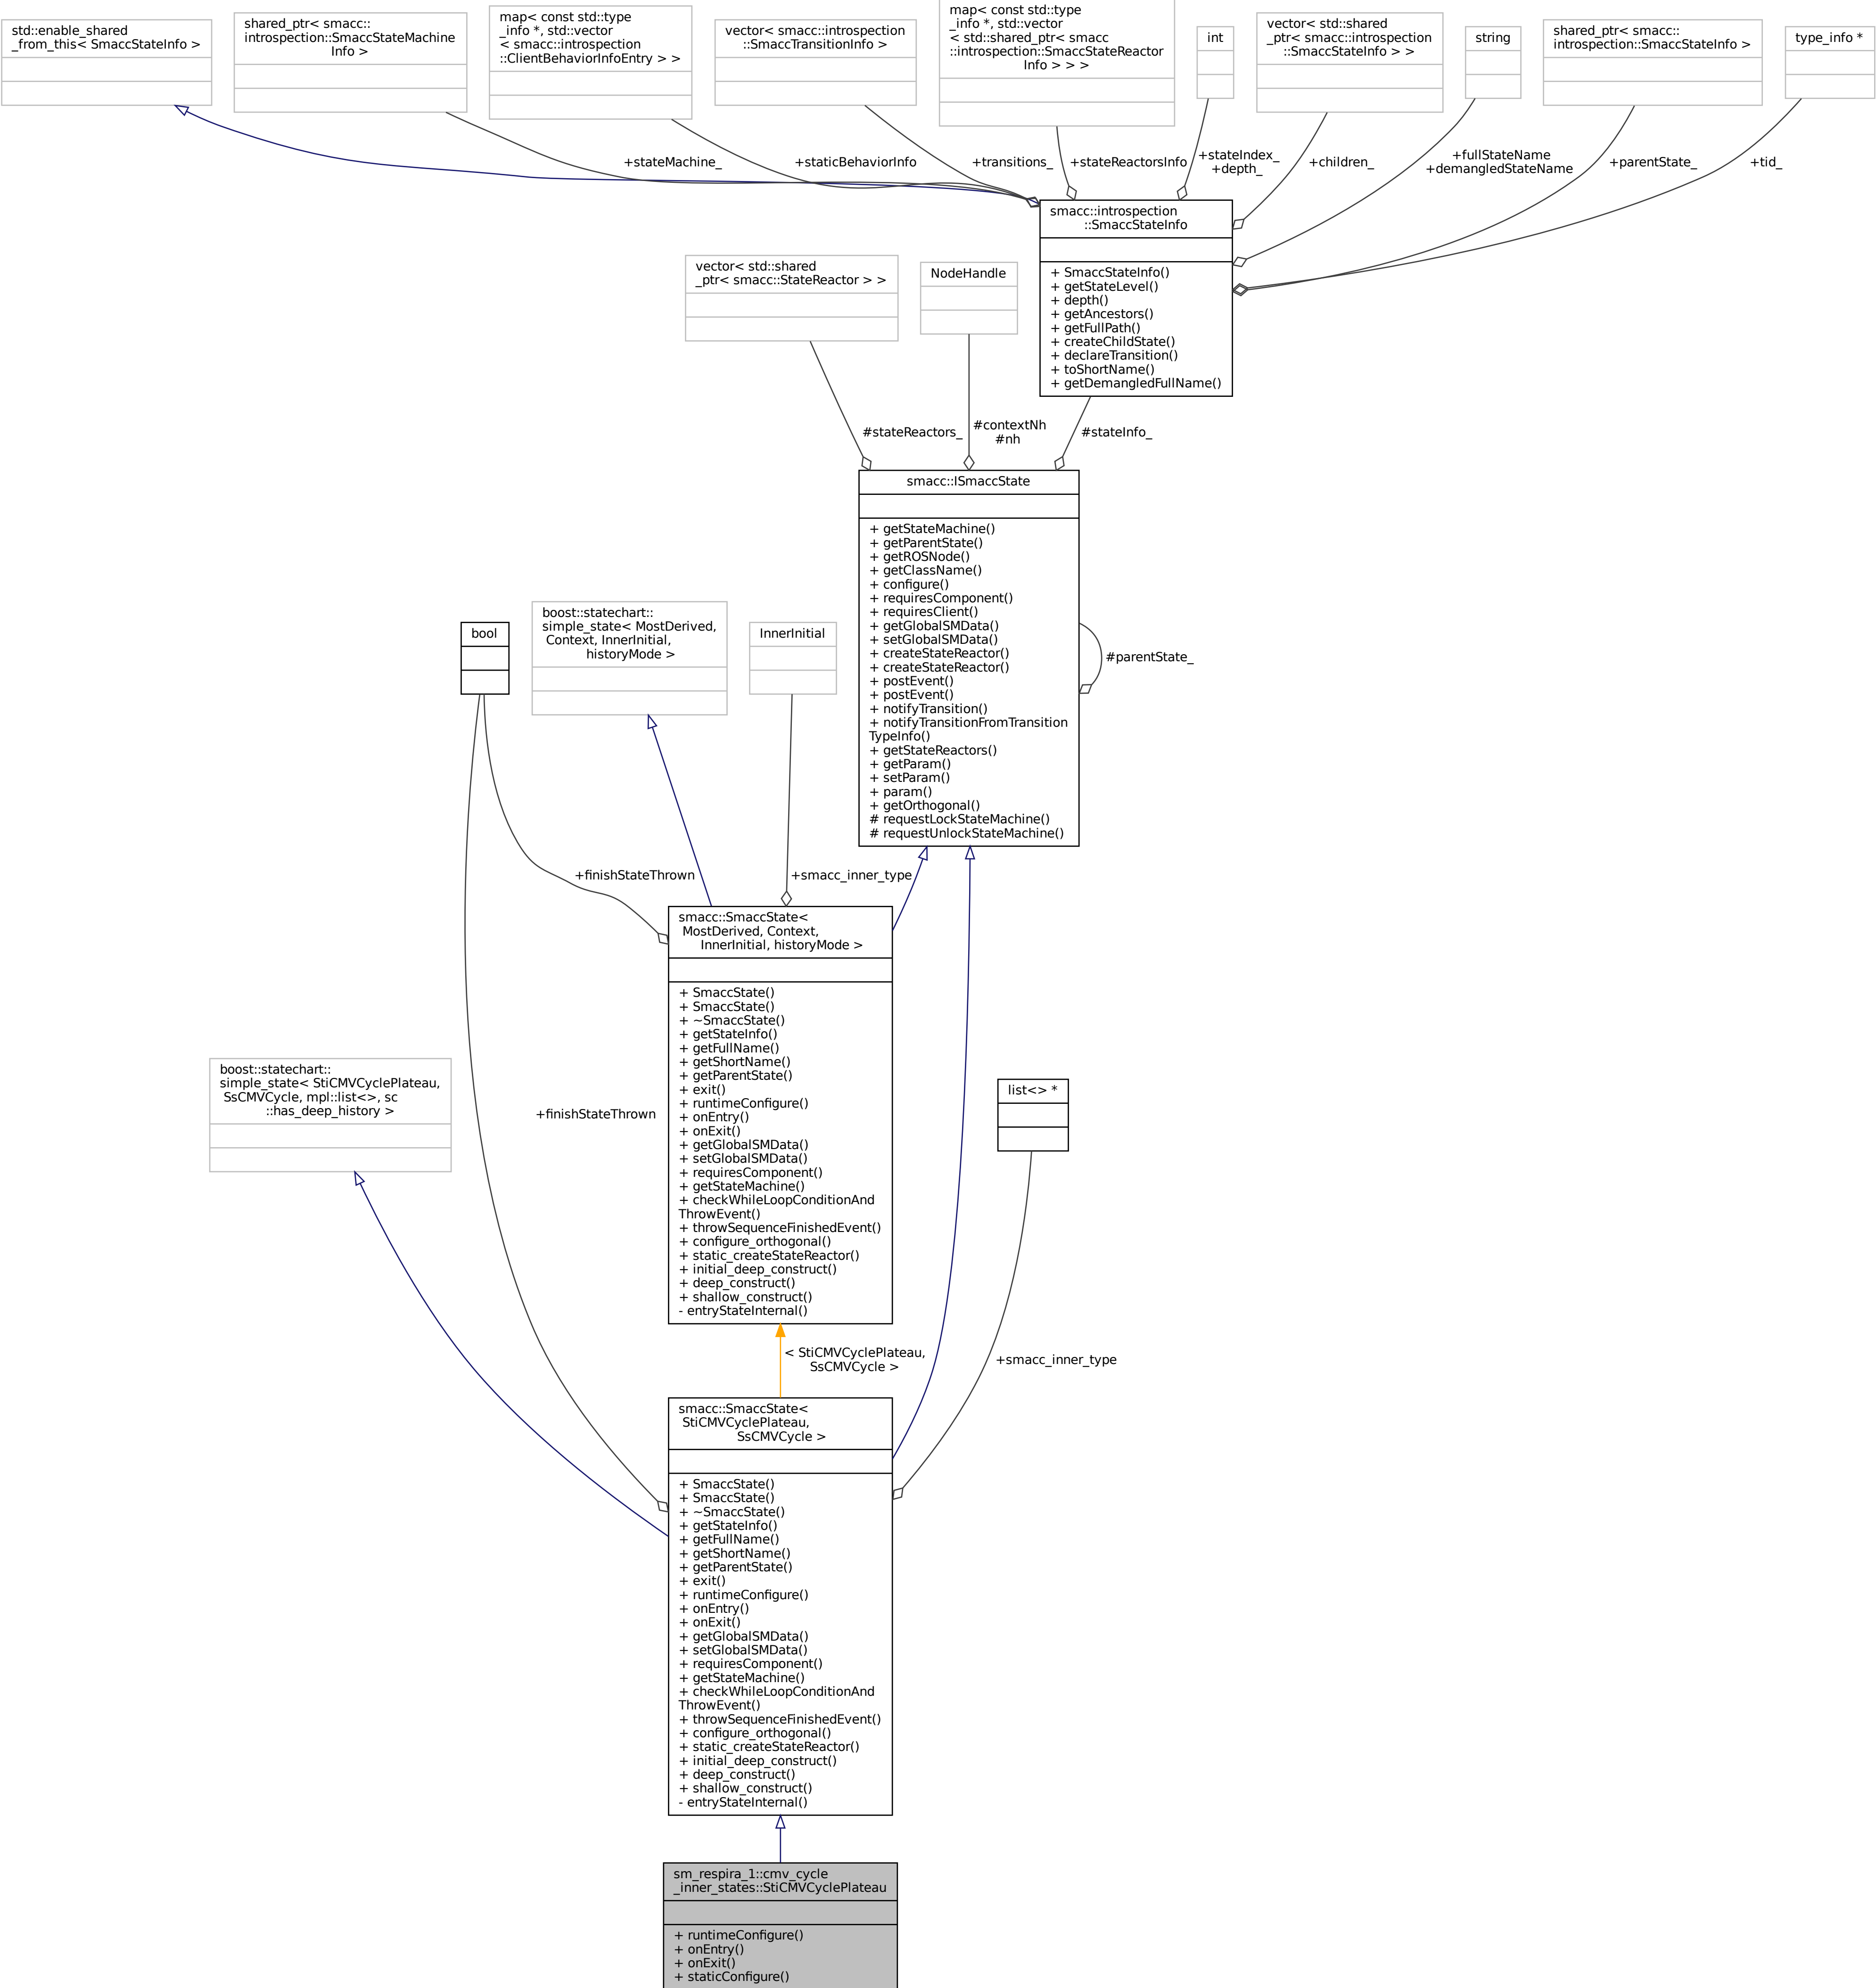 std::enable_shared
_from_this< SmaccStateInfo >
shared_ptr< smacc::
introspection::SmaccStateMachine
Info >
map< const std::type
_info *, std::vector
< smacc::introspection
::ClientBehaviorInfoEntry > >
vector< smacc::introspection
::SmaccTransitionInfo >
map< const std::type
_info *, std::vector
< std::shared_ptr< smacc
::introspection::SmaccStateReactor
Info > > >
int
vector< std::shared
_ptr< smacc::introspection
::SmaccStateInfo > >
string
shared_ptr< smacc::
introspection::SmaccStateInfo >
type_info *
+stateMachine_
+staticBehaviorInfo
+transitions_
+stateReactorsInfo
+stateIndex_
+depth_
+children_
+fullStateName
+demangledStateName
+parentState_
+tid_
smacc::introspection
::SmaccStateInfo
+ SmaccStateInfo()
+ getStateLevel()
+ depth()
+ getAncestors()
+ getFullPath()
+ createChildState()
+ declareTransition()
+ toShortName()
+ getDemangledFullName()
vector< std::shared
_ptr< smacc::StateReactor > >
NodeHandle
#stateReactors_
#contextNh
#nh
#stateInfo_
smacc::ISmaccState
+ getStateMachine()
+ getParentState()
+ getROSNode()
+ getClassName()
+ configure()
+ requiresComponent()
+ requiresClient()
+ getGlobalSMData()
+ setGlobalSMData()
+ createStateReactor()
+ createStateReactor()
+ postEvent()
+ postEvent()
+ notifyTransition()
+ notifyTransitionFromTransition
TypeInfo()
+ getStateReactors()
+ getParam()
+ setParam()
+ param()
+ getOrthogonal()
# requestLockStateMachine()
# requestUnlockStateMachine()
#parentState_
bool
boost::statechart::
simple_state< MostDerived,
Context, InnerInitial,
historyMode >
InnerInitial
+finishStateThrown
+smacc_inner_type
smacc::SmaccState<
MostDerived, Context,
InnerInitial, historyMode >
+ SmaccState()
+ SmaccState()
+ ~SmaccState()
+ getStateInfo()
+ getFullName()
+ getShortName()
+ getParentState()
+ exit()
+ runtimeConfigure()
+ onEntry()
+ onExit()
+ getGlobalSMData()
+ setGlobalSMData()
+ requiresComponent()
+ getStateMachine()
+ checkWhileLoopConditionAnd
ThrowEvent()
+ throwSequenceFinishedEvent()
+ configure_orthogonal()
+ static_createStateReactor()
+ initial_deep_construct()
+ deep_construct()
+ shallow_construct()
- entryStateInternal()
boost::statechart::
simple_state< StiCMVCyclePlateau,
SsCMVCycle, mpl::list<>, sc
::has_deep_history >
+finishStateThrown
list<> *
< StiCMVCyclePlateau,
SsCMVCycle >
+smacc_inner_type
smacc::SmaccState<
StiCMVCyclePlateau,
SsCMVCycle >
+ SmaccState()
+ SmaccState()
+ ~SmaccState()
+ getStateInfo()
+ getFullName()
+ getShortName()
+ getParentState()
+ exit()
+ runtimeConfigure()
+ onEntry()
+ onExit()
+ getGlobalSMData()
+ setGlobalSMData()
+ requiresComponent()
+ getStateMachine()
+ checkWhileLoopConditionAnd
ThrowEvent()
+ throwSequenceFinishedEvent()
+ configure_orthogonal()
+ static_createStateReactor()
+ initial_deep_construct()
+ deep_construct()
+ shallow_construct()
- entryStateInternal()
sm_respira_1::cmv_cycle
_inner_states::StiCMVCyclePlateau
+ runtimeConfigure()
+ onEntry()
+ onExit()
+ staticConfigure()